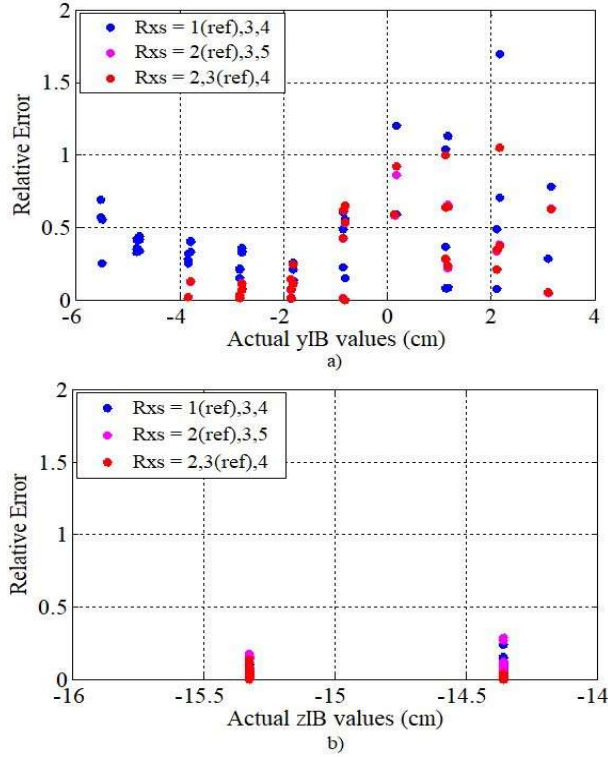 2
Rxs = 1(ref),3,4
Rxs = 2(ref),3,5
Rxs = 2,3(ref),4
1.5
1
0.5
0
Relative Error
-6 -4 -2 0 2 4
Actual yIB values (cm)
a)
2
Rxs = 1(ref),3,4
Rxs = 2(ref),3,5
Rxs = 2,3(ref),4
1.5
1
0.5
0
Relative Error
-16 -15.5 -15 -14.5 -14
Actual zIB values (cm)
b)